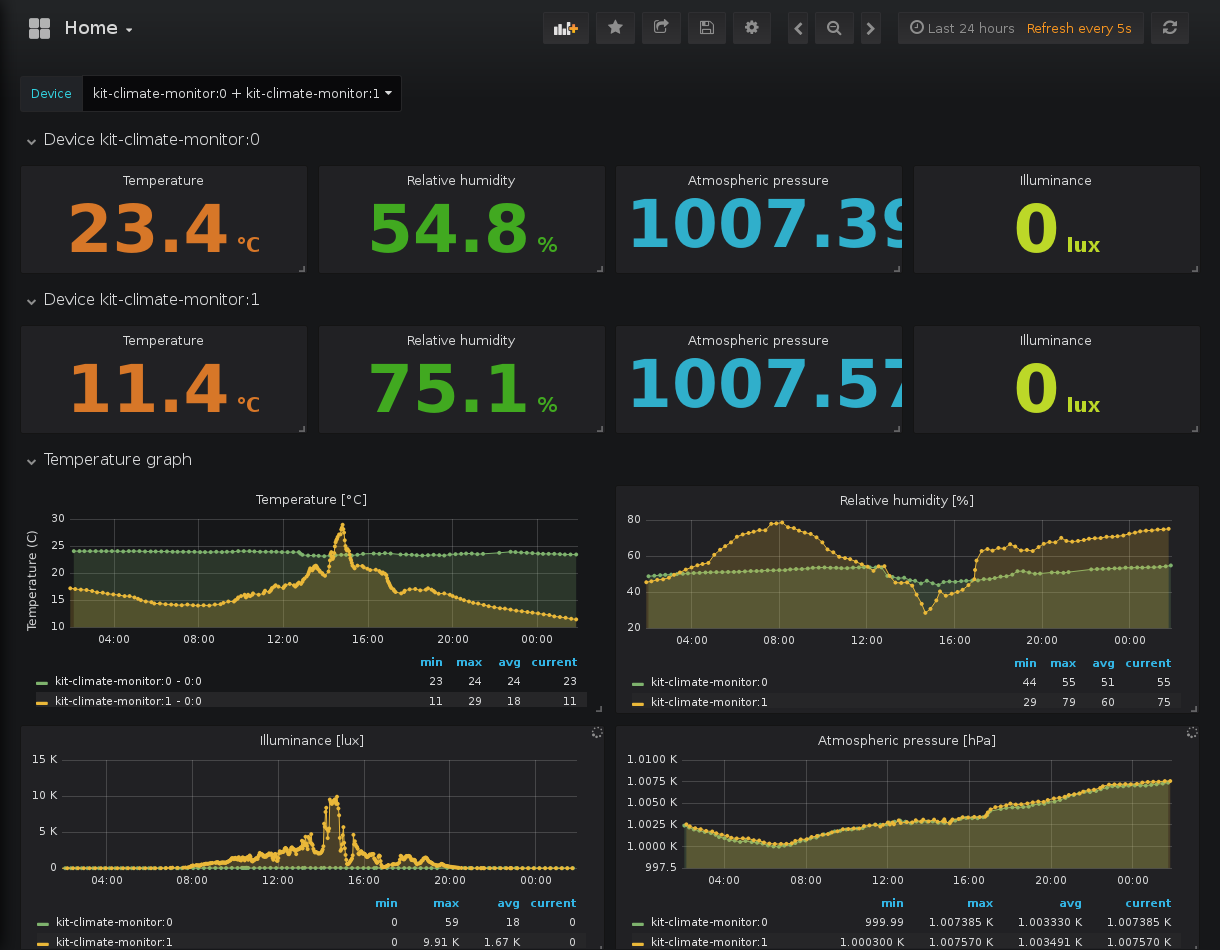 Home
Last 24 hours Refresh every 5s
Device kit-climate-monitor:0 + kit-climate-monitor:1
Device kit-climate-monitor:0
Temperature Relative humidity Atmospheric pressure Illuminance
23.4 °C 54.8 % 1007.39 0 lux
Device kit-climate-monitor:1
Temperature Relative humidity Atmospheric pressure Illuminance
11.4 °C 75.1 % 1007.57 0 lux
Temperature graph
Temperature [°C]
Temperature (C)
30
25
20
15
10
04:00 08:00 12:00 16:00 20:00 00:00
min max avg current
kit-climate-monitor:0 - 0:0 23 24 24 23
kit-climate-monitor:1 - 0:0 11 29 18 11
Relative humidity [%]
80
60
40
20
04:00 08:00 12:00 16:00 20:00 00:00
min max avg current
kit-climate-monitor:0 44 55 51 55
kit-climate-monitor:1 29 79 60 75
Illuminance [lux]
15 K
10 K
5 K
0
04:00 08:00 12:00 16:00 20:00 00:00
min max avg current
kit-climate-monitor:0 0 59 18 0
kit-climate-monitor:1 0 9.91 K 1.67 K 0
Atmospheric pressure [hPa]
1.0100 K
1.0075 K
1.0050 K
1.0025 K
1.0000 K
997.5
04:00 08:00 12:00 16:00 20:00 00:00
min max avg current
kit-climate-monitor:0 999.99 1.007385 K 1.003330 K 1.007385 K
kit-climate-monitor:1 1.000300 K 1.007570 K 1.003491 K 1.007570 K